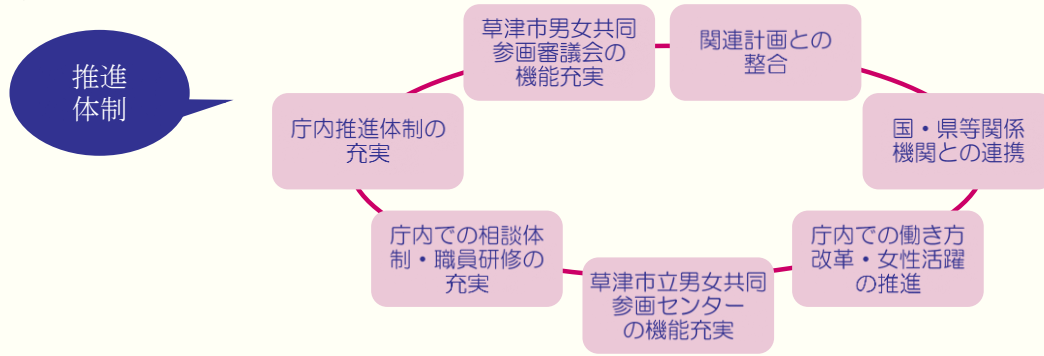 推進
体制
草津市男女共同
参画審議会の
機能充実
関連計画との
整合
庁内推進体制の
充実
国・県等関係
機関との連携
庁内での相談体
制・職員研修の
充実
草津市立男女共同
参画センター
の機能充実
庁内での働き方
改革・女性活躍
の推進